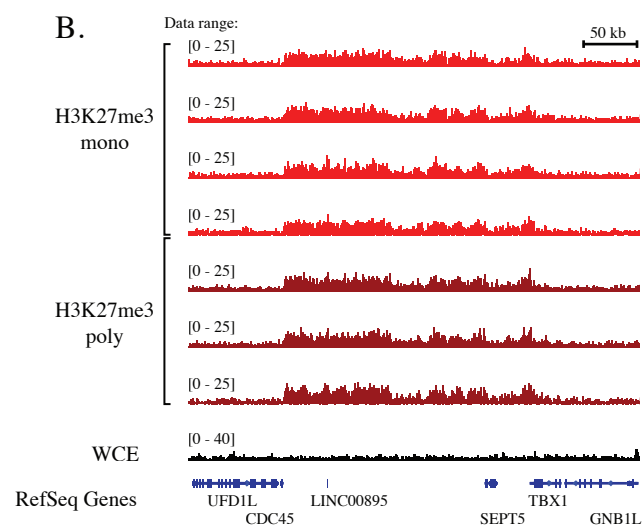 B.
Data range:
50 kb
[0 - 25]
[0 - 25]
H3K27me3
mono
[0 - 25]
[0 - 25]
[0 - 25]
H3K27me3
poly
[0 - 25]
[0 - 25]
[0 - 40]
WCE
RefSeq Genes
UFD1L LINC00895 TBX1
CDC45 SEPT5 GNB1L